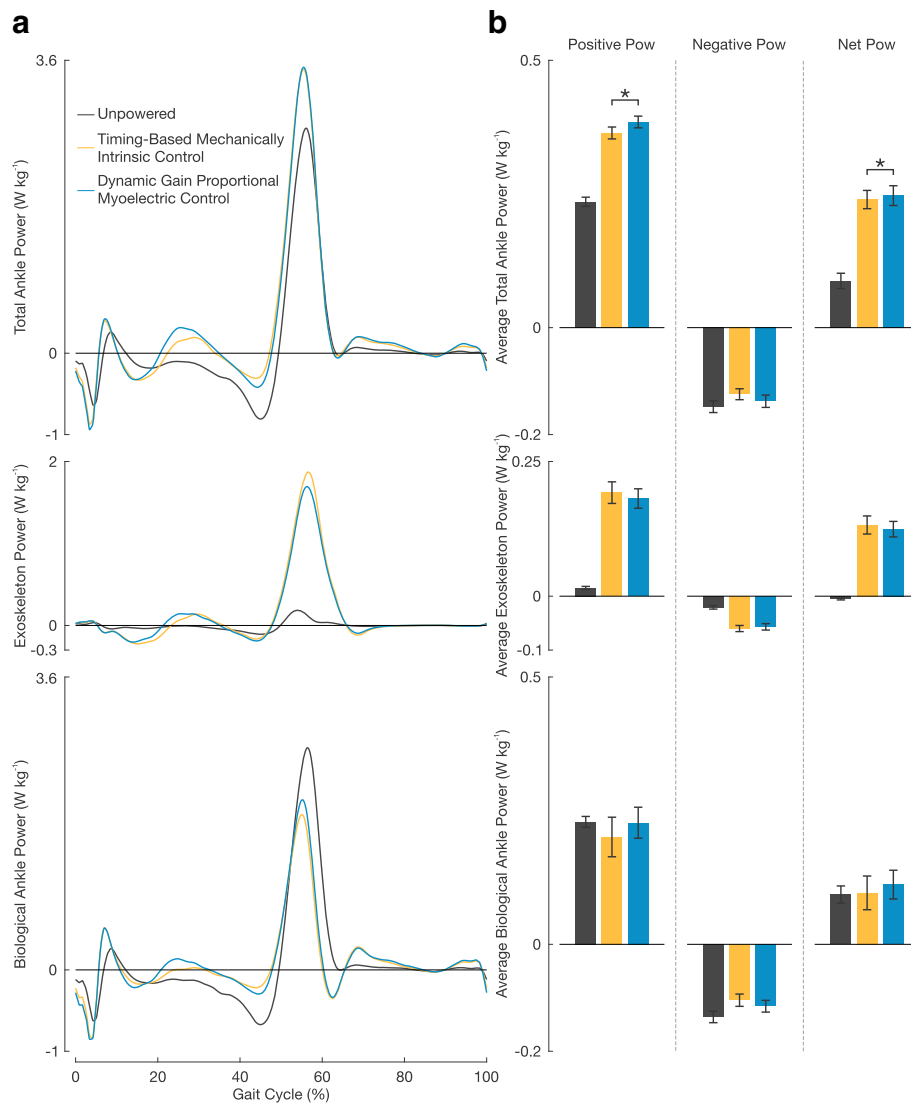 a
3.6
Unpowered
Timing-Based Mechanically
Intrinsic Control
Dynamic Gain Proportional
Myoelectric Control
Total Ankle Power (W kg⁻¹)
0
-1
2
Exoskeleton Power (W kg⁻¹)
0
-0.3
3.6
Biological Ankle Power (W kg⁻¹)
0
-1
0
20
40
60
80
100
Gait Cycle (%)
b
Positive Pow
Negative Pow
Net Pow
0.5
*
*
Average Total Ankle Power (W kg⁻¹)
0
-0.2
0.25
Average Exoskeleton Power (W kg⁻¹)
0
-0.1
0.5
Average Biological Ankle Power (W kg⁻¹)
0
-0.2